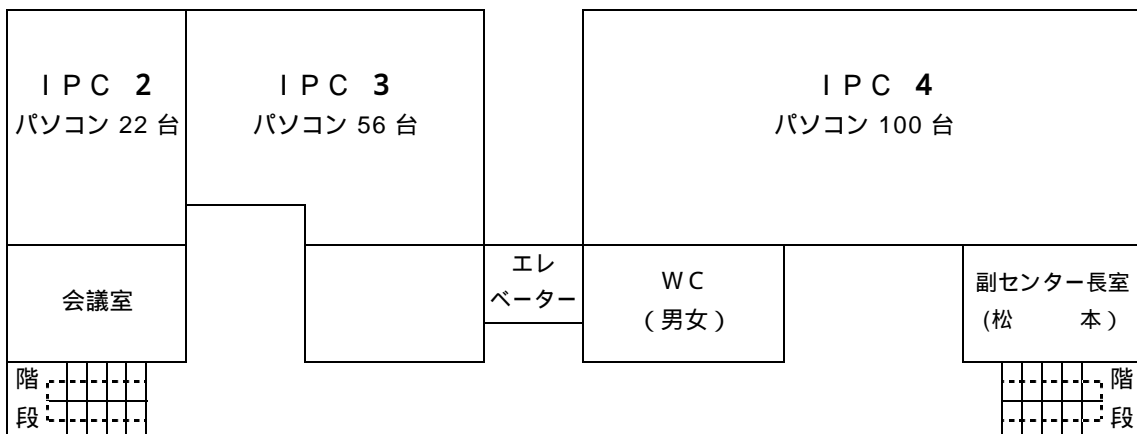 ＩＰＣ 2
パソコン 22 台
ＩＰＣ 3
パソコン 56 台
ＩＰＣ 4
パソコン 100 台
会議室
エレ
ベーター
ＷＣ
（男女）
副センター長室
(松　　本）
階
段
階
段